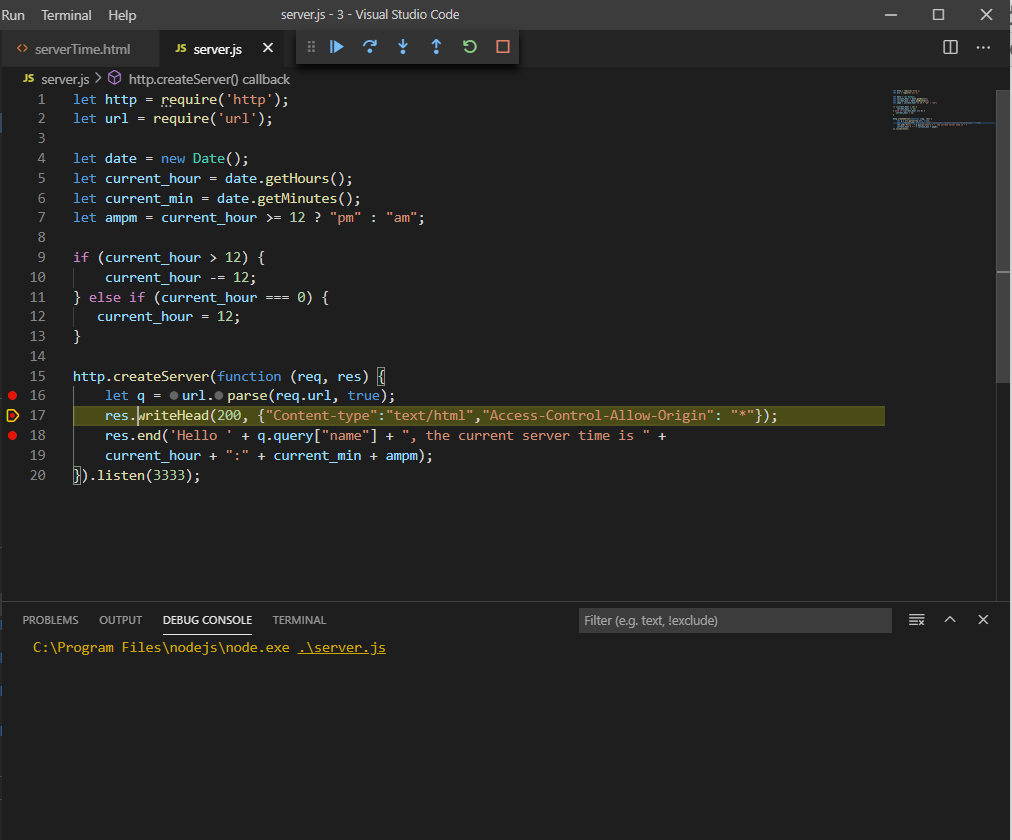 Run Terminal Help server.js - 3 - Visual Studio Code
serverTime.html JS server.js
JS server.js > http.createServer() callback
1 let http = require('http');
2 let url = require('url');
3
4 let date = new Date();
5 let current_hour = date.getHours();
6 let current_min = date.getMinutes();
7 let ampm = current_hour >= 12 ? "pm" : "am";
8
9 if (current_hour > 12) {
10 current_hour -= 12;
11 } else if (current_hour === 0) {
12 current_hour = 12;
13 }
14
15 http.createServer(function (req, res) {
16 let q = url.parse(req.url, true);
17 res.writeHead(200, {"Content-type":"text/html","Access-Control-Allow-Origin": "*"});
18 res.end('Hello ' + q.query["name"] + ", the current server time is " +
19 current_hour + ":" + current_min + ampm);
20 }).listen(3333);
PROBLEMS OUTPUT DEBUG CONSOLE TERMINAL Filter (e.g. text, !exclude)
C:\Program Files\nodejs\node.exe .\server.js